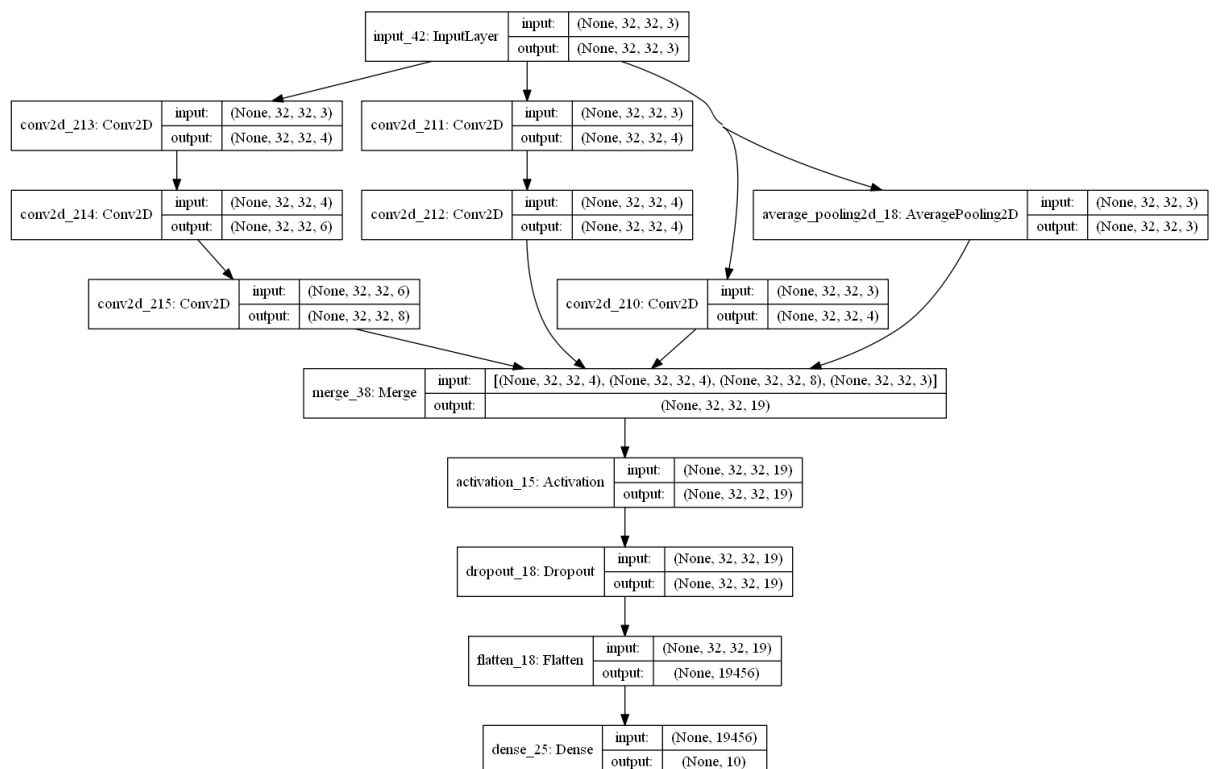 input_42: InputLayer
input: (None, 32, 32, 3)
output: (None, 32, 32, 3)
conv2d_213: Conv2D
input: (None, 32, 32, 3)
output: (None, 32, 32, 4)
conv2d_211: Conv2D
input: (None, 32, 32, 3)
output: (None, 32, 32, 4)
conv2d_214: Conv2D
input: (None, 32, 32, 4)
output: (None, 32, 32, 6)
conv2d_212: Conv2D
input: (None, 32, 32, 4)
output: (None, 32, 32, 4)
average_pooling2d_18: AveragePooling2D
input: (None, 32, 32, 3)
output: (None, 32, 32, 3)
conv2d_215: Conv2D
input: (None, 32, 32, 6)
output: (None, 32, 32, 8)
conv2d_210: Conv2D
input: (None, 32, 32, 3)
output: (None, 32, 32, 4)
merge_38: Merge
input: [(None, 32, 32, 4), (None, 32, 32, 4), (None, 32, 32, 8), (None, 32, 32, 3)]
output: (None, 32, 32, 19)
activation_15: Activation
input: (None, 32, 32, 19)
output: (None, 32, 32, 19)
dropout_18: Dropout
input: (None, 32, 32, 19)
output: (None, 32, 32, 19)
flatten_18: Flatten
input: (None, 32, 32, 19)
output: (None, 19456)
dense_25: Dense
input: (None, 19456)
output: (None, 10)